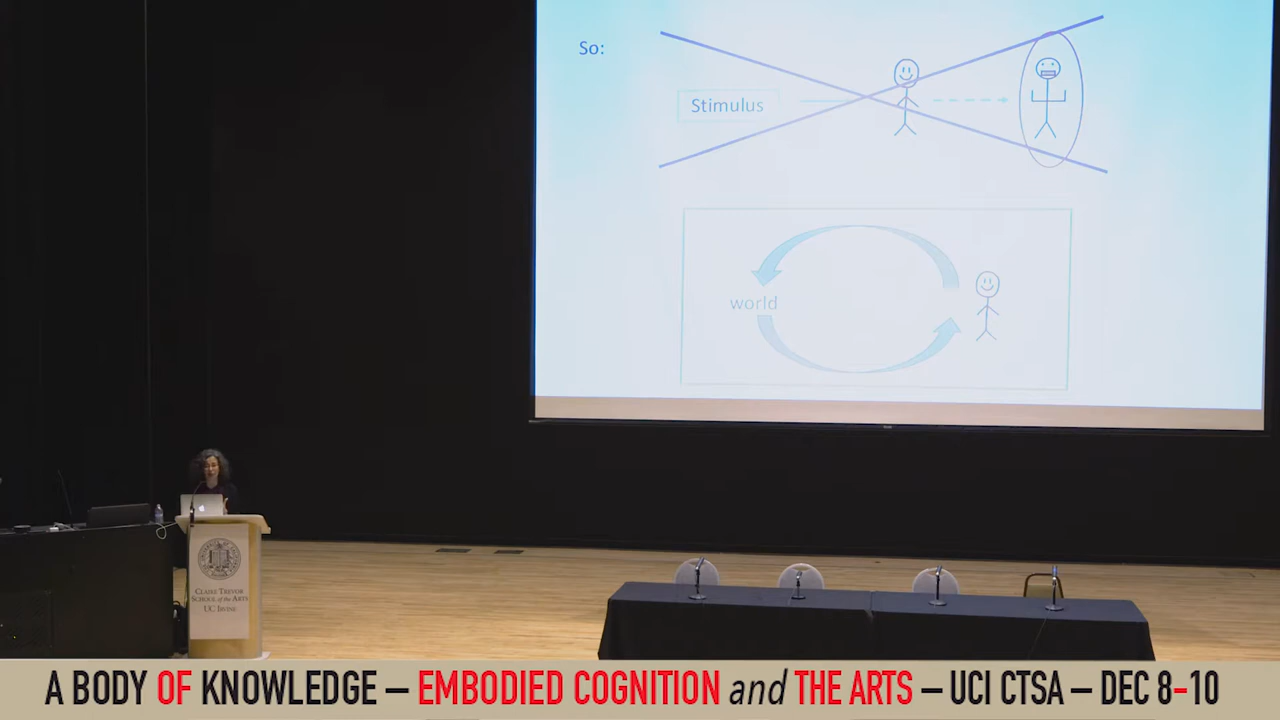 So:
Stimulus
world
CLAIRE TREVOR
SCHOOL of the ARTS
UC IRVINE
A BODY OF KNOWLEDGE – EMBODIED COGNITION and THE ARTS – UCI CTSA – DEC 8-10